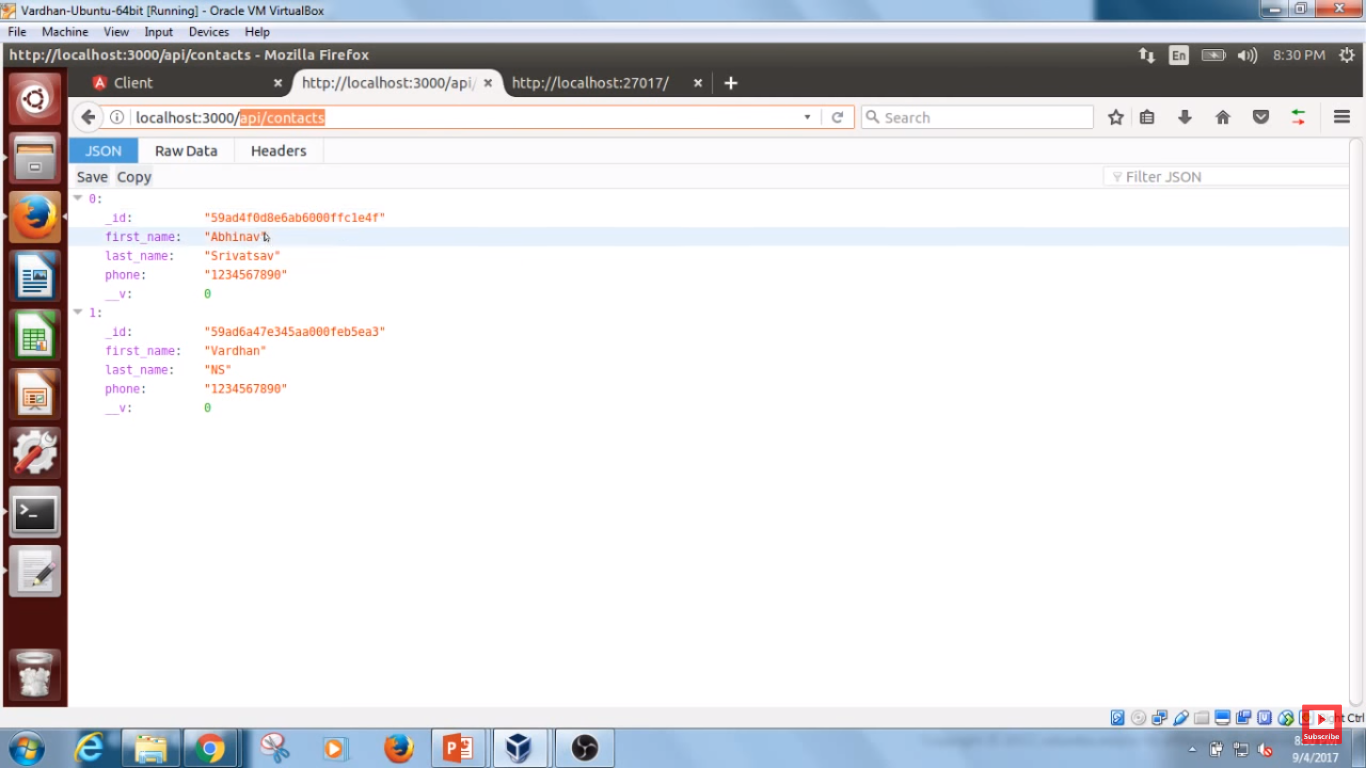 Vardhan-Ubuntu-64bit [Running] - Oracle VM VirtualBox
File Machine View Input Devices Help
http://localhost:3000/api/contacts - Mozilla Firefox En 8:30 PM
Client http://localhost:3000/api/ http://localhost:27017/
localhost:3000/api/contacts Search
JSON Raw Data Headers
Save Copy Filter JSON
0:
_id: "59ad4f0d8e6ab6000ffc1e4f"
first_name: "Abhinav"
last_name: "Srivatsav"
phone: "1234567890"
__v: 0
1:
_id: "59ad6a47e345aa000feb5ea3"
first_name: "Vardhan"
last_name: "NS"
phone: "1234567890"
__v: 0
Ctrl
Subscribe
9/4/2017